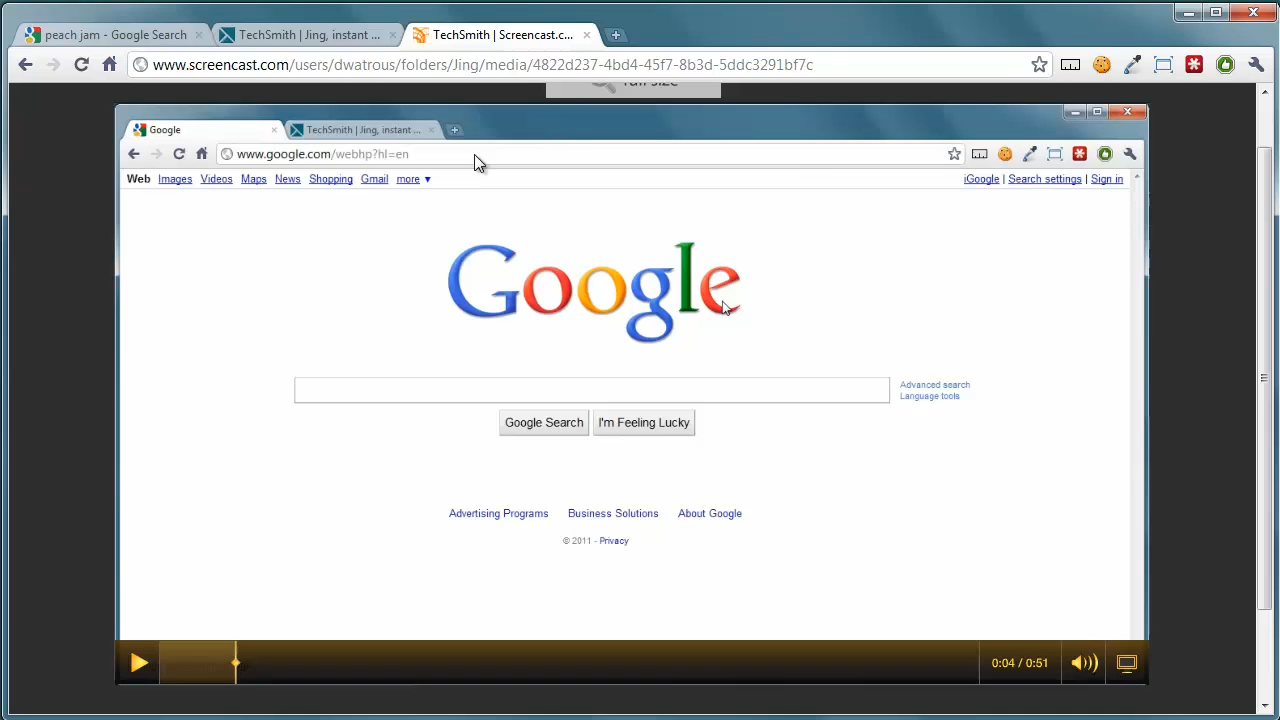 peach jam - Google Search
TechSmith | Jing, instant ...
TechSmith | Screencast.c...
www.screencast.com/users/dwatrous/folders/Jing/media/4822d237-4bd4-45f7-8b3d-5ddc3291bf7c
full size
Google
TechSmith | Jing, instant ...
www.google.com/webhp?hl=en
Web Images Videos Maps News Shopping Gmail more ▼
iGoogle | Search settings | Sign in
Google
Advanced search
Language tools
Google Search
I'm Feeling Lucky
Advertising Programs
Business Solutions
About Google
© 2011 - Privacy
0:04 / 0:51